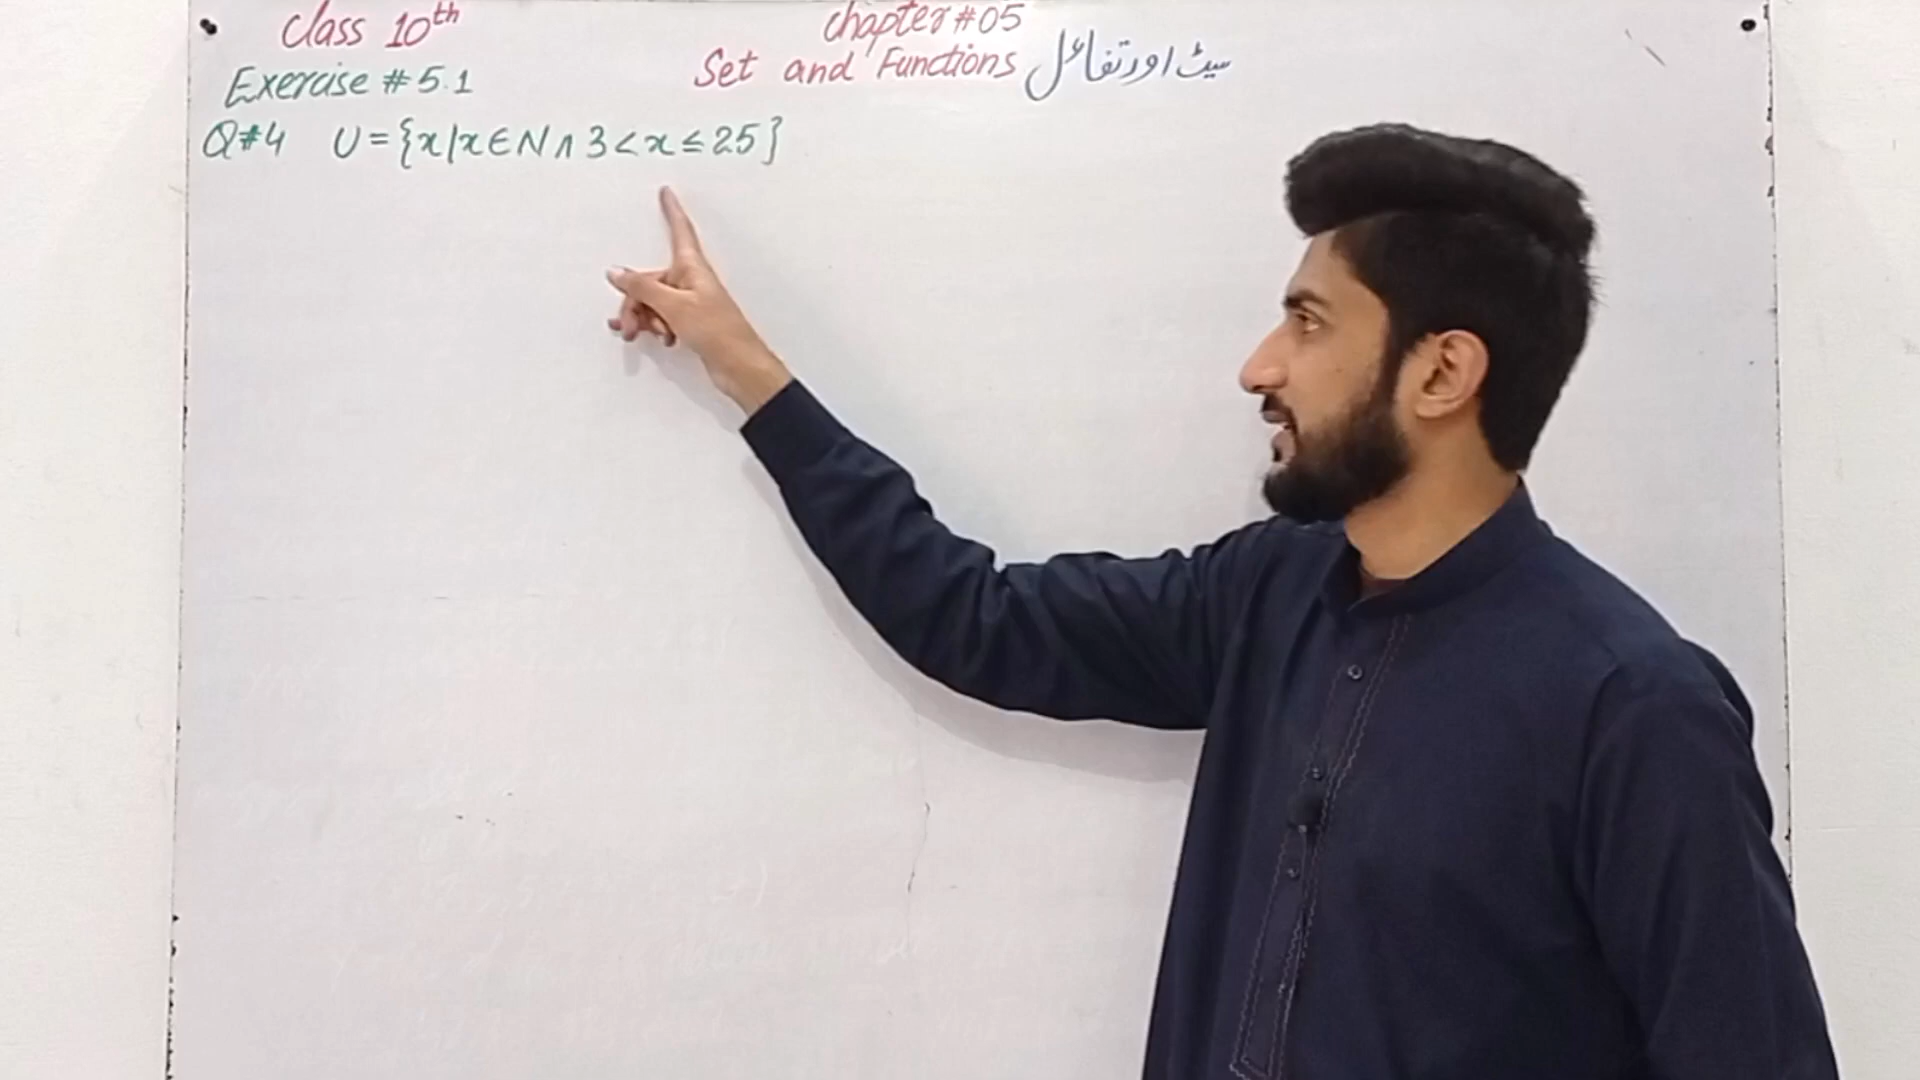 Class 10th
Chapter #05
Exercise # 5.1
Set and Functions سیٹ اور تفاعل
Q#4 U = {x/x ∈ N ∧ 3 < x ≤ 25}